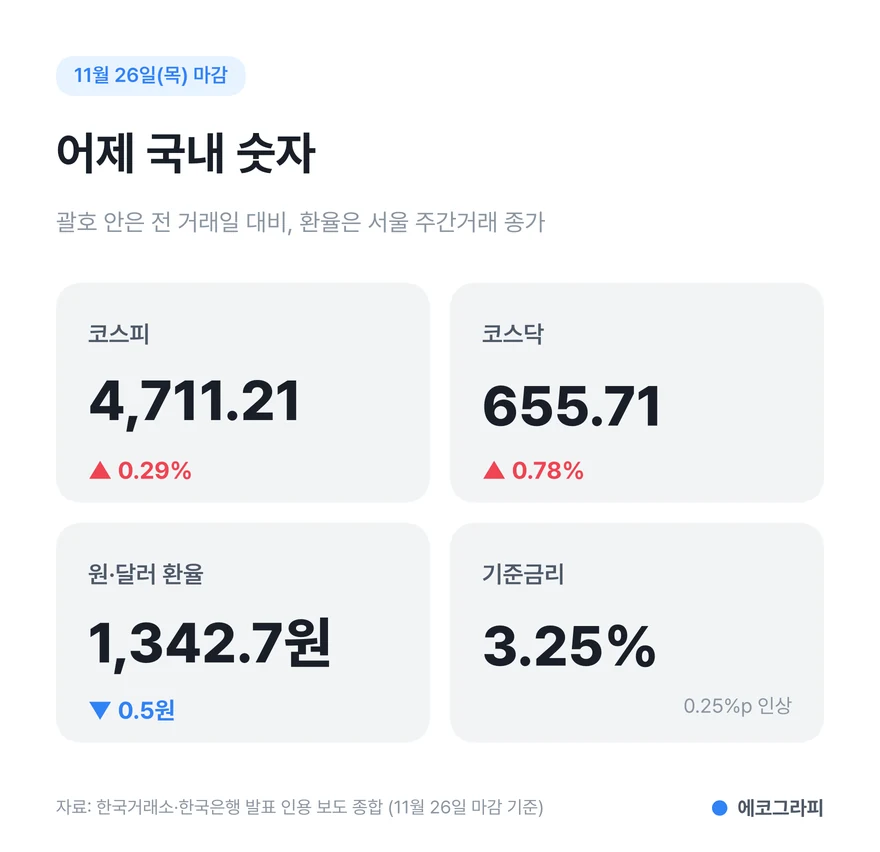 11월 26일(목) 마감
어제 국내 숫자
괄호 안은 전 거래일 대비, 환율은 서울 주간거래 종가
코스피
4,711.21
▲ 0.29%
코스닥
655.71
▲ 0.78%
원·달러 환율
1,342.7원
▼ 0.5원
기준금리
3.25%
0.25%p 인상
자료: 한국거래소·한국은행 발표 인용 보도 종합 (11월 26일 마감 기준)
에코그라피